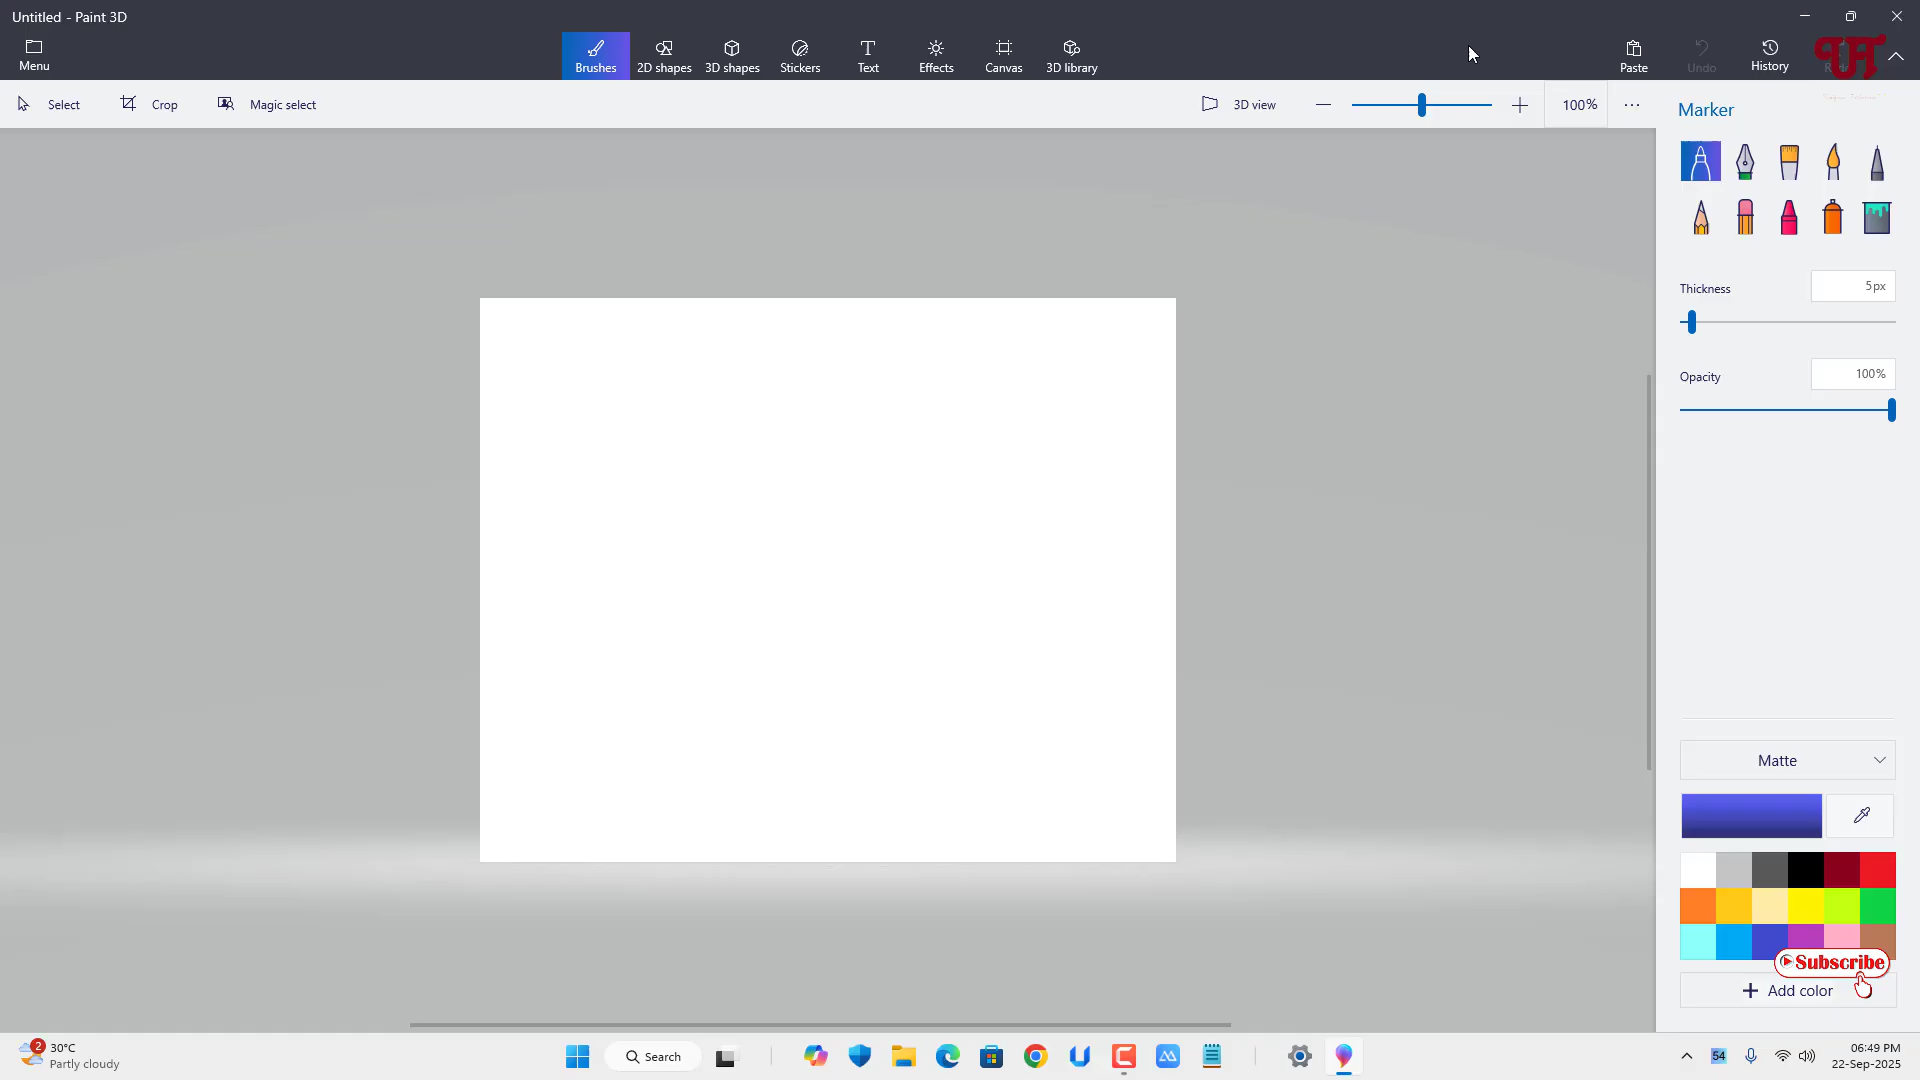 Untitled - Paint 3D
Menu
Brushes
2D shapes
3D shapes
Stickers
Text
Effects
Canvas
3D library
Paste
Undo
History
Select
Crop
Magic select
3D view
100%
Marker
Thickness
5px
Opacity
100%
Matte
Subscribe
Add color
2
30°C
Partly cloudy
Search
54
06:49 PM
22-Sep-2025